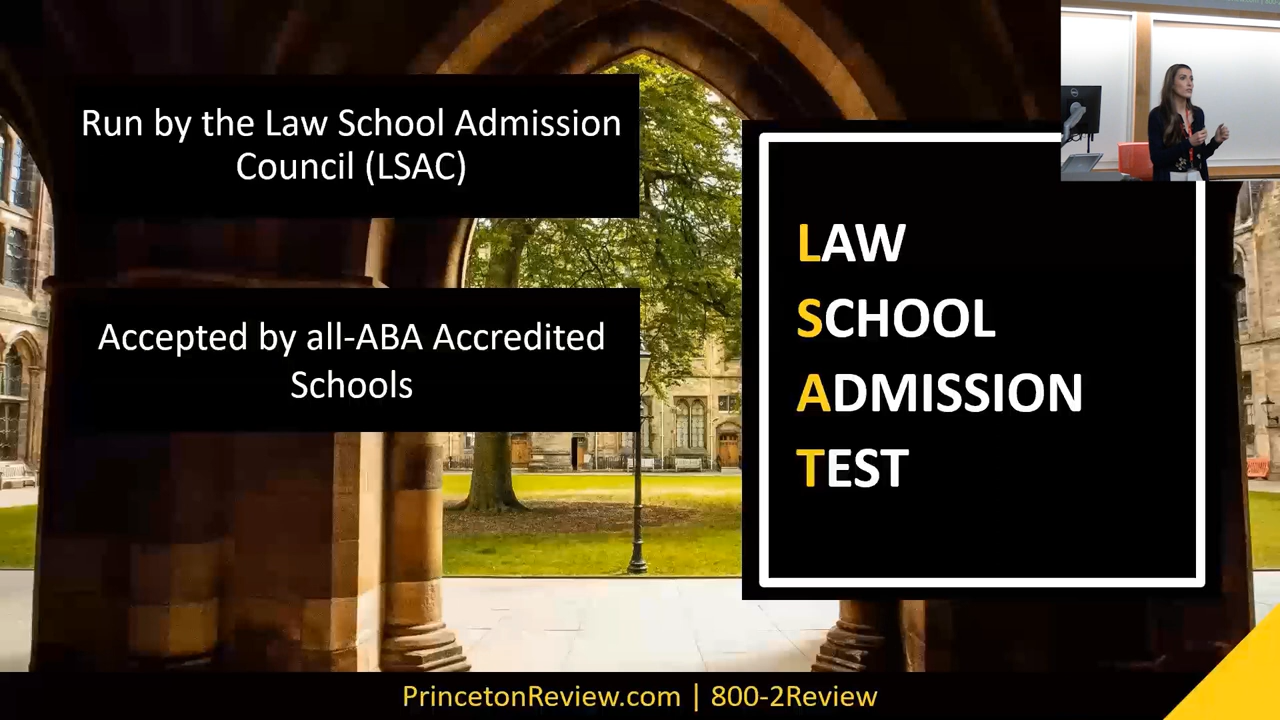 Run by the Law School Admission
Council (LSAC)
Accepted by all-ABA Accredited
Schools
LAW
SCHOOL
ADMISSION
TEST
PrincetonReview.com | 800-2Review